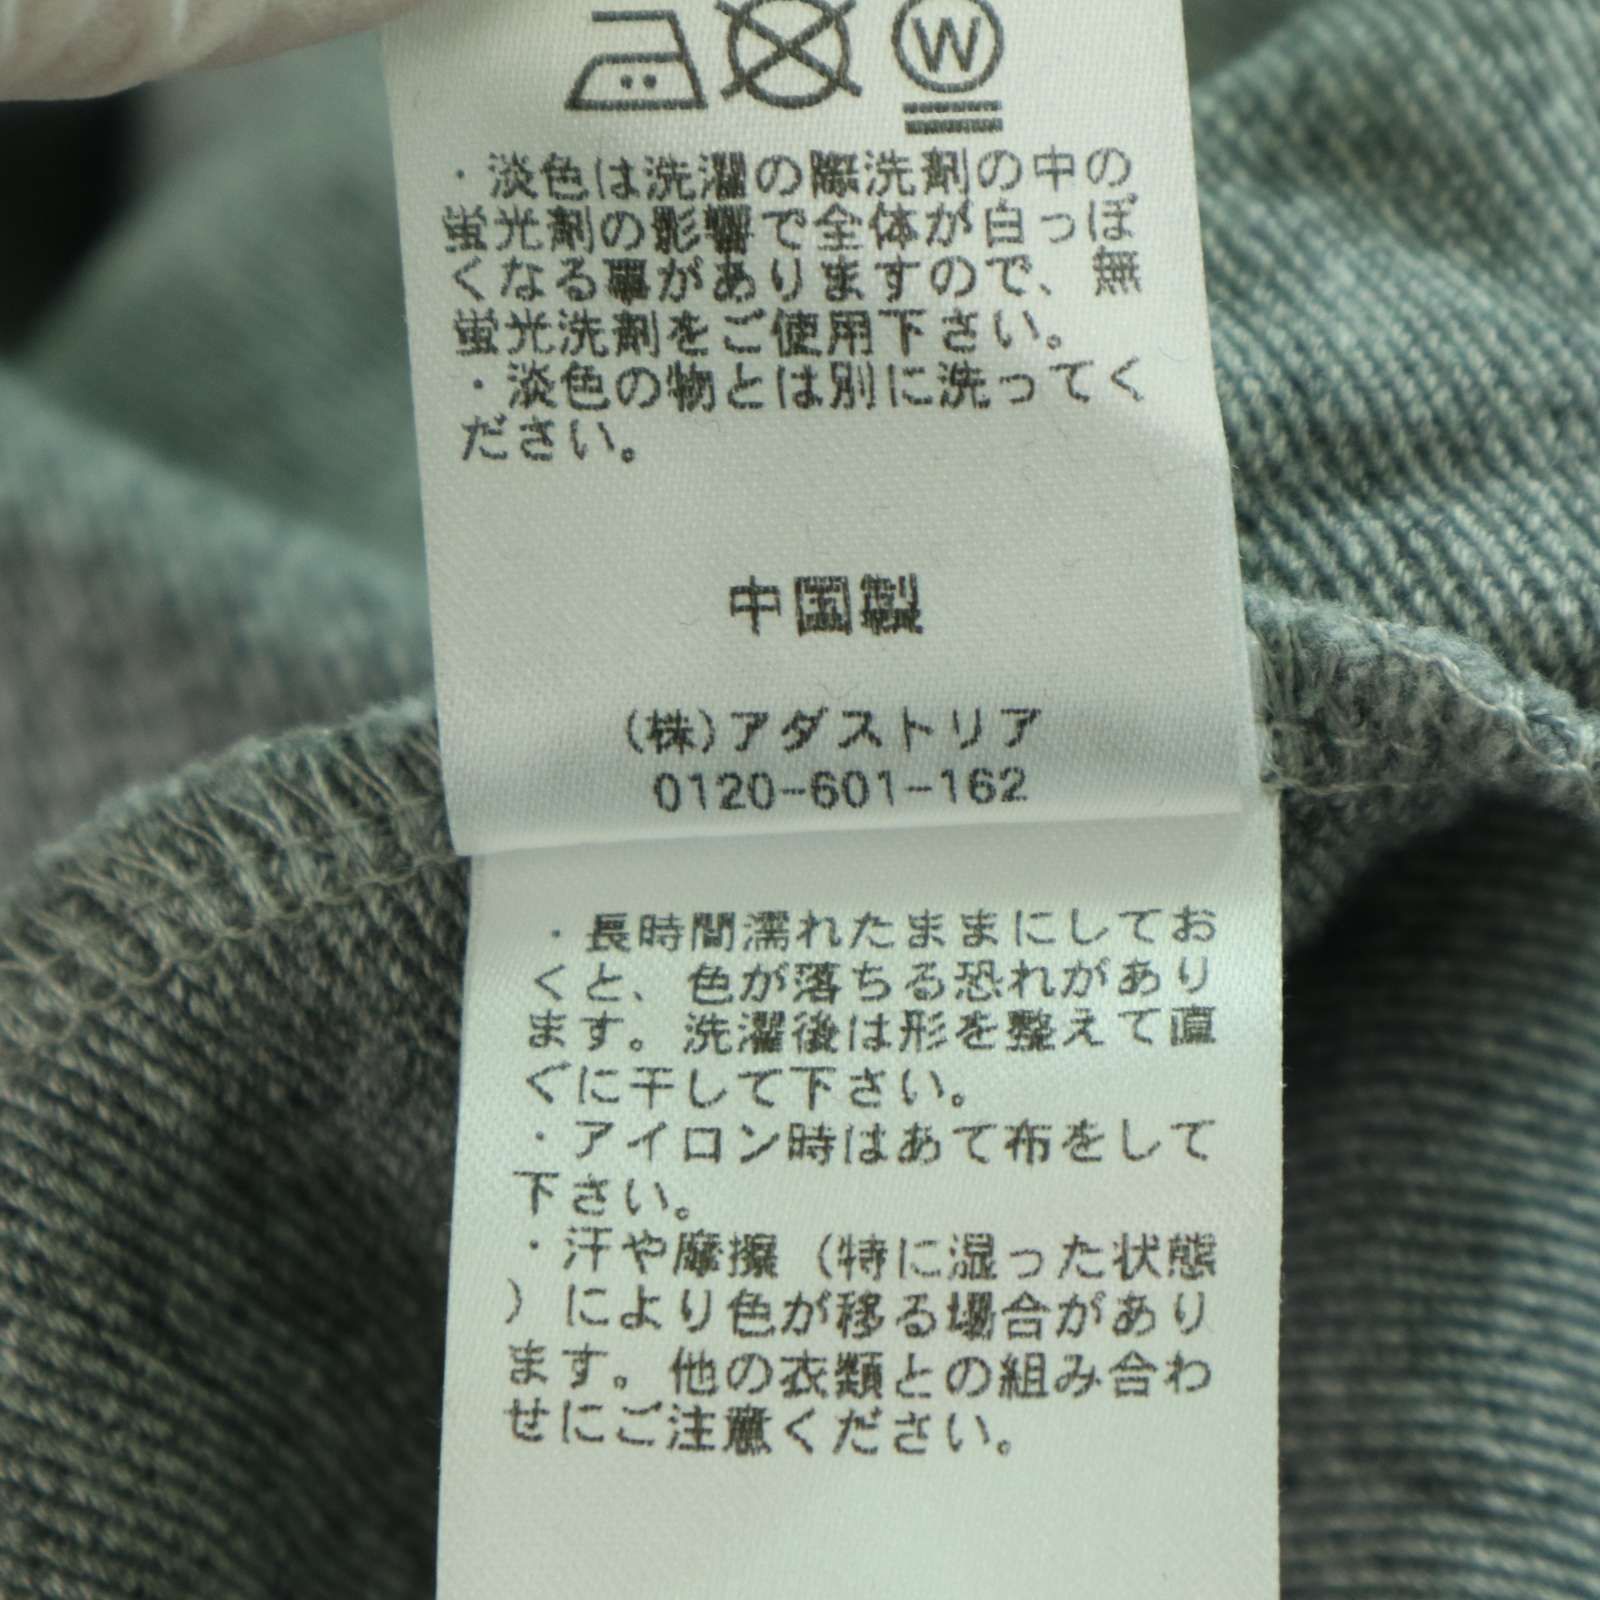 W
・淡色は洗濯の際洗剤の中の
蛍光剤の影響で全体が白っぽ
くなる事がありますので、無
蛍光洗剤をご使用下さい。
・淡色の物とは別に洗ってく
ださい。
中国製
(株)アダストリア
0120-601-162
・長時間濡れたままにしてお
くと、色が落ちる恐れがあり
ます。洗濯後は形を整えて直
ぐに干して下さい。
・アイロン時はあて布をして
下さい。
・汗や摩擦（特に湿った状態
）により色が移る場合があり
ます。他の衣類との組み合わ
せにご注意ください。